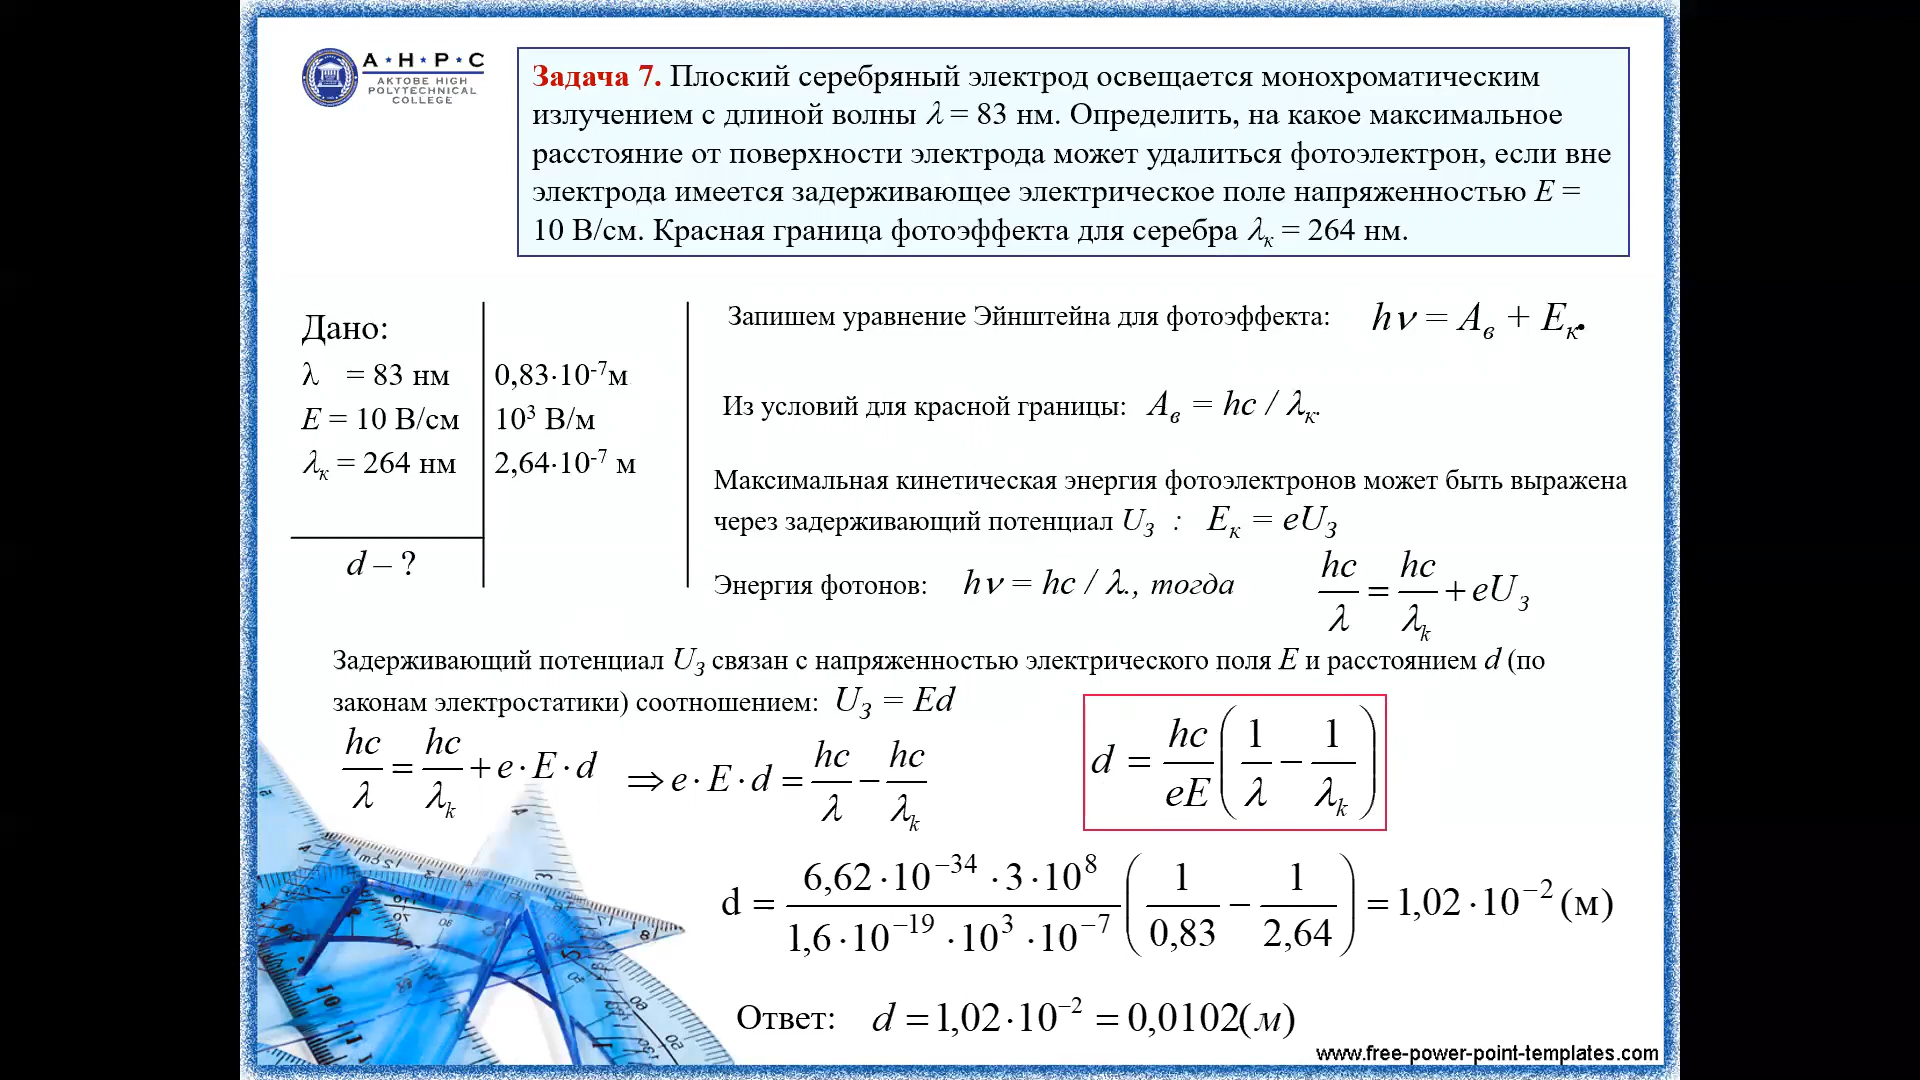 A·H·P·C
AKTOBE HIGH
POLYTECHNICAL
COLLEGE
Задача 7. Плоский серебряный электрод освещается монохроматическим
излучением с длиной волны λ = 83 нм. Определить, на какое максимальное
расстояние от поверхности электрода может удалиться фотоэлектрон, если вне
электрода имеется задерживающее электрическое поле напряженностью E =
10 В/см. Красная граница фотоэффекта для серебра λк = 264 нм.
Дано:
λ = 83 нм 0,83·10⁻⁷м
E = 10 В/см 10³ В/м
λк = 264 нм 2,64·10⁻⁷ м
d – ?
Запишем уравнение Эйнштейна для фотоэффекта: hν = Aв + Eк.
Из условий для красной границы: Aв = hc / λк.
Максимальная кинетическая энергия фотоэлектронов может быть выражена
через задерживающий потенциал UЗ : Eк = eUЗ
Энергия фотонов: hν = hc / λ., тогда hc/λ = hc/λk + eUЗ
Задерживающий потенциал UЗ связан с напряженностью электрического поля E и расстоянием d (по
законам электростатики) соотношением: UЗ = Ed
hc/λ = hc/λk + e·E·d ⇒ e·E·d = hc/λ − hc/λk
d = hc/eE (1/λ − 1/λk)
d = 6,62·10⁻³⁴·3·10⁸ / 1,6·10⁻¹⁹·10³·10⁻⁷ (1/0,83 − 1/2,64) = 1,02·10⁻²(м)
Ответ: d = 1,02·10⁻² = 0,0102(м)
www.free-power-point-templates.com